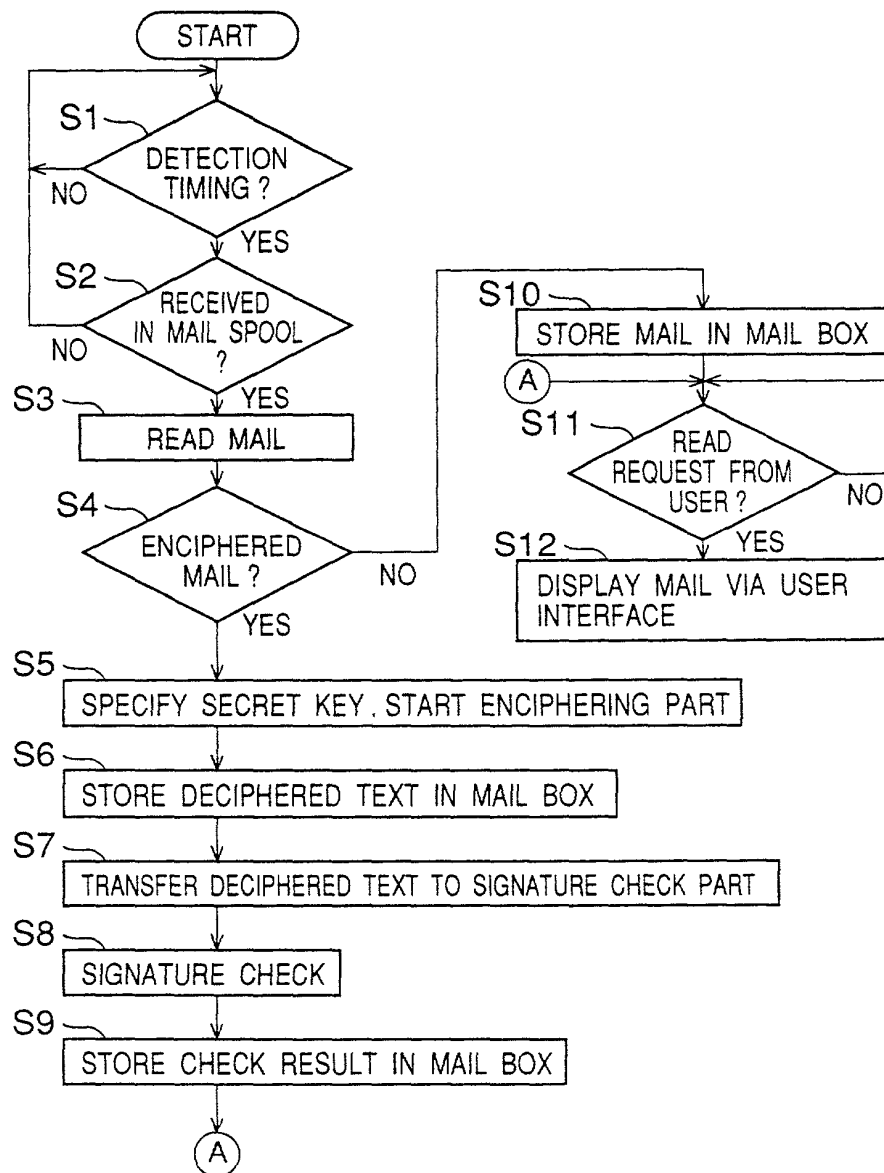 START
S1
DETECTION
TIMING ?
NO
YES
S2
RECEIVED
IN MAIL SPOOL
?
NO
YES
S3
READ MAIL
S4
ENCIPHERED
MAIL ?
NO
YES
S5
SPECIFY SECRET KEY. START ENCIPHERING PART
S6
STORE DECIPHERED TEXT IN MAIL BOX
S7
TRANSFER DECIPHERED TEXT TO SIGNATURE CHECK PART
S8
SIGNATURE CHECK
S9
STORE CHECK RESULT IN MAIL BOX
A
S10
STORE MAIL IN MAIL BOX
A
S11
READ
REQUEST FROM
USER ?
NO
YES
S12
DISPLAY MAIL VIA USER
INTERFACE